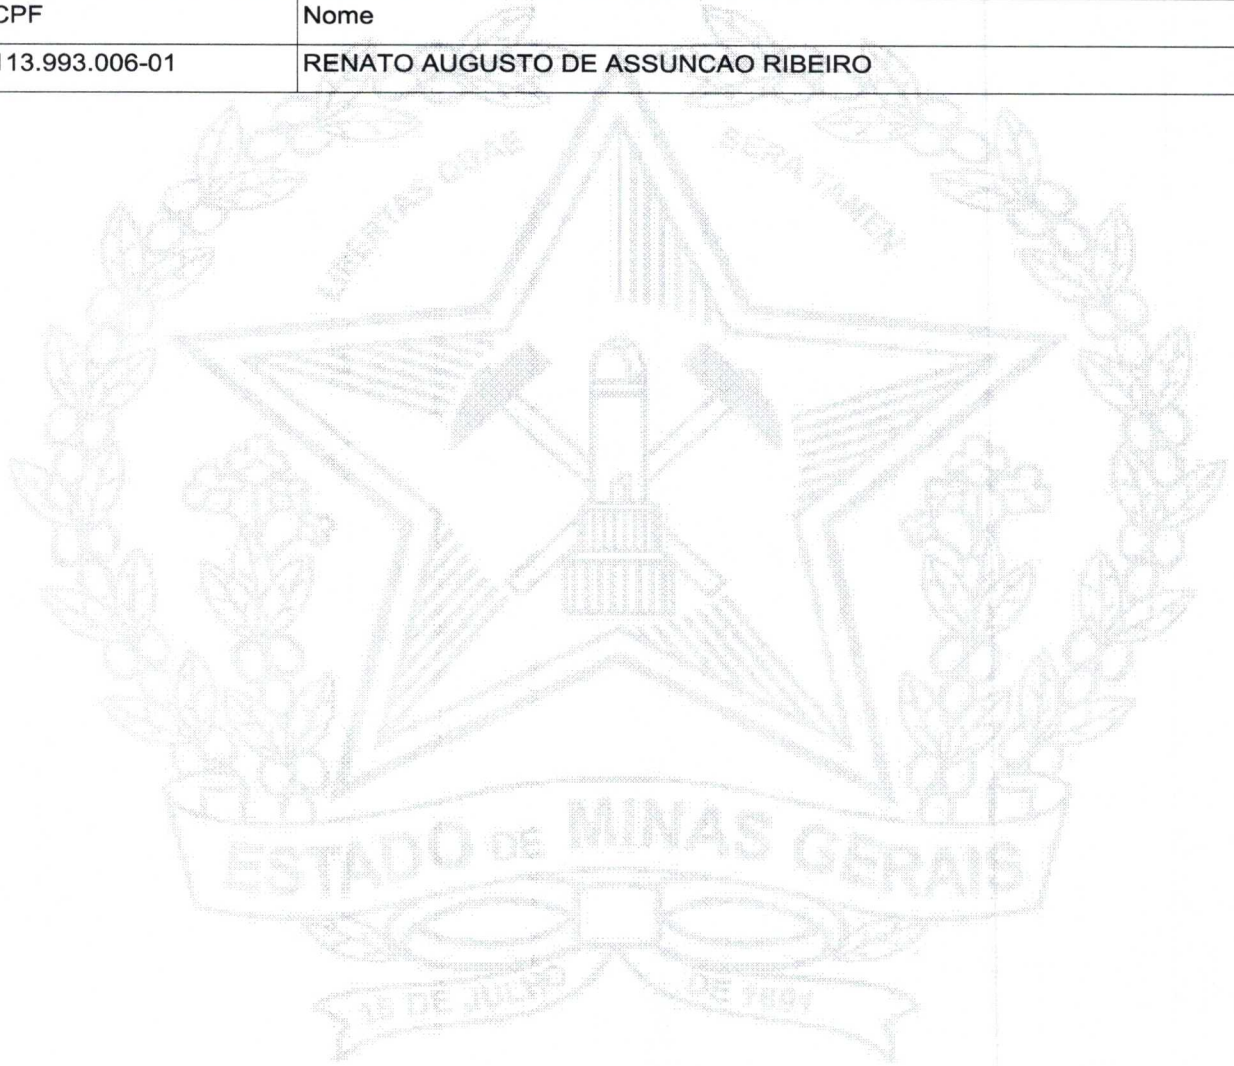 CPF Nome
113.993.006-01 RENATO AUGUSTO DE ASSUNCAO RIBEIRO
LIBERTAS QUAE SERA TAMEN
ESTADO DE MINAS GERAIS
15 DE JULHO DE 1891